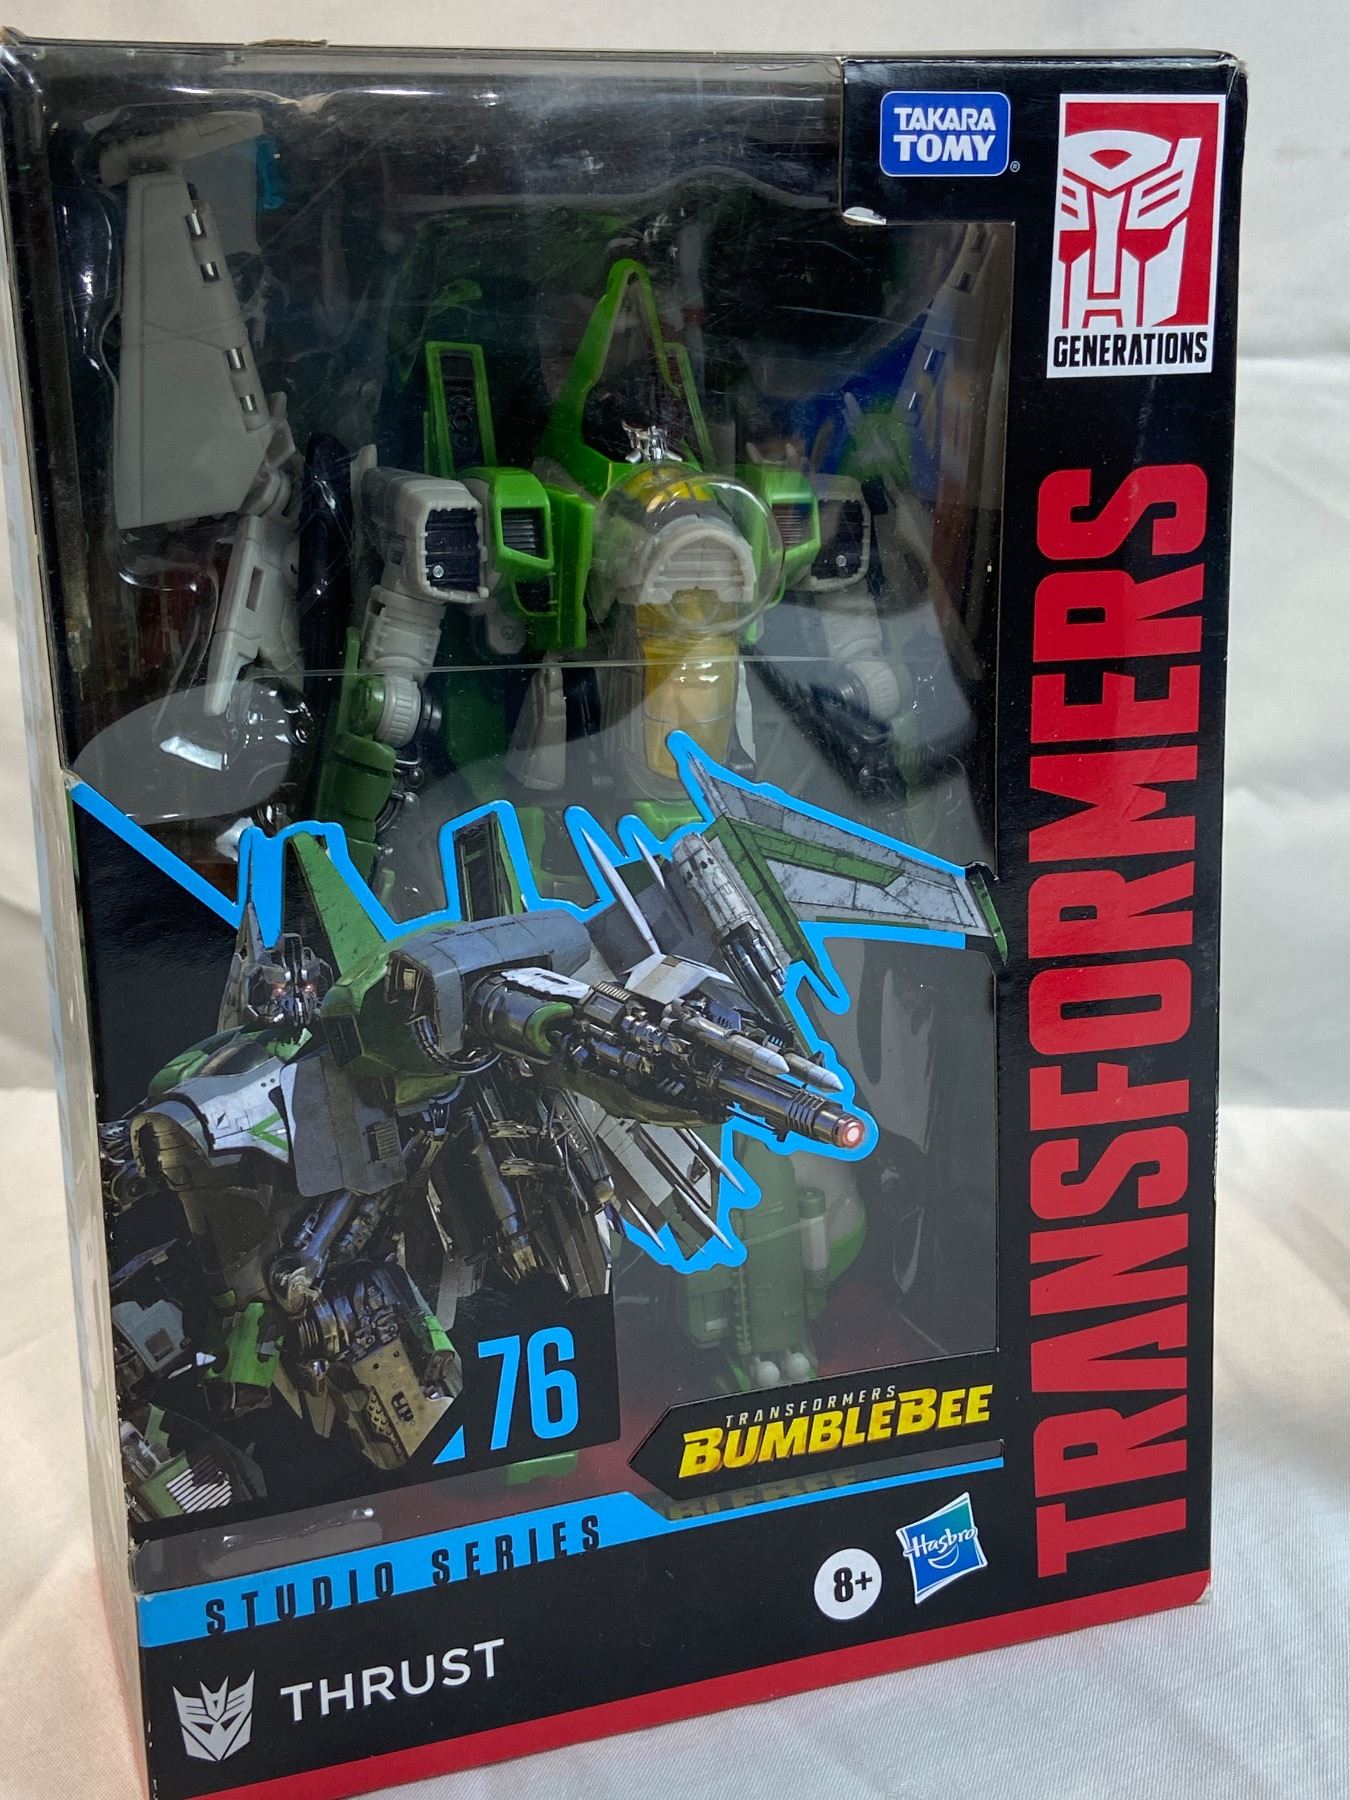 TAKARA
TOMY
®
GENERATIONS
TRANSFORMERS
76
TRANSFORMERS
BUMBLEBEE
STUDIO SERIES
8+
Hasbro
THRUST